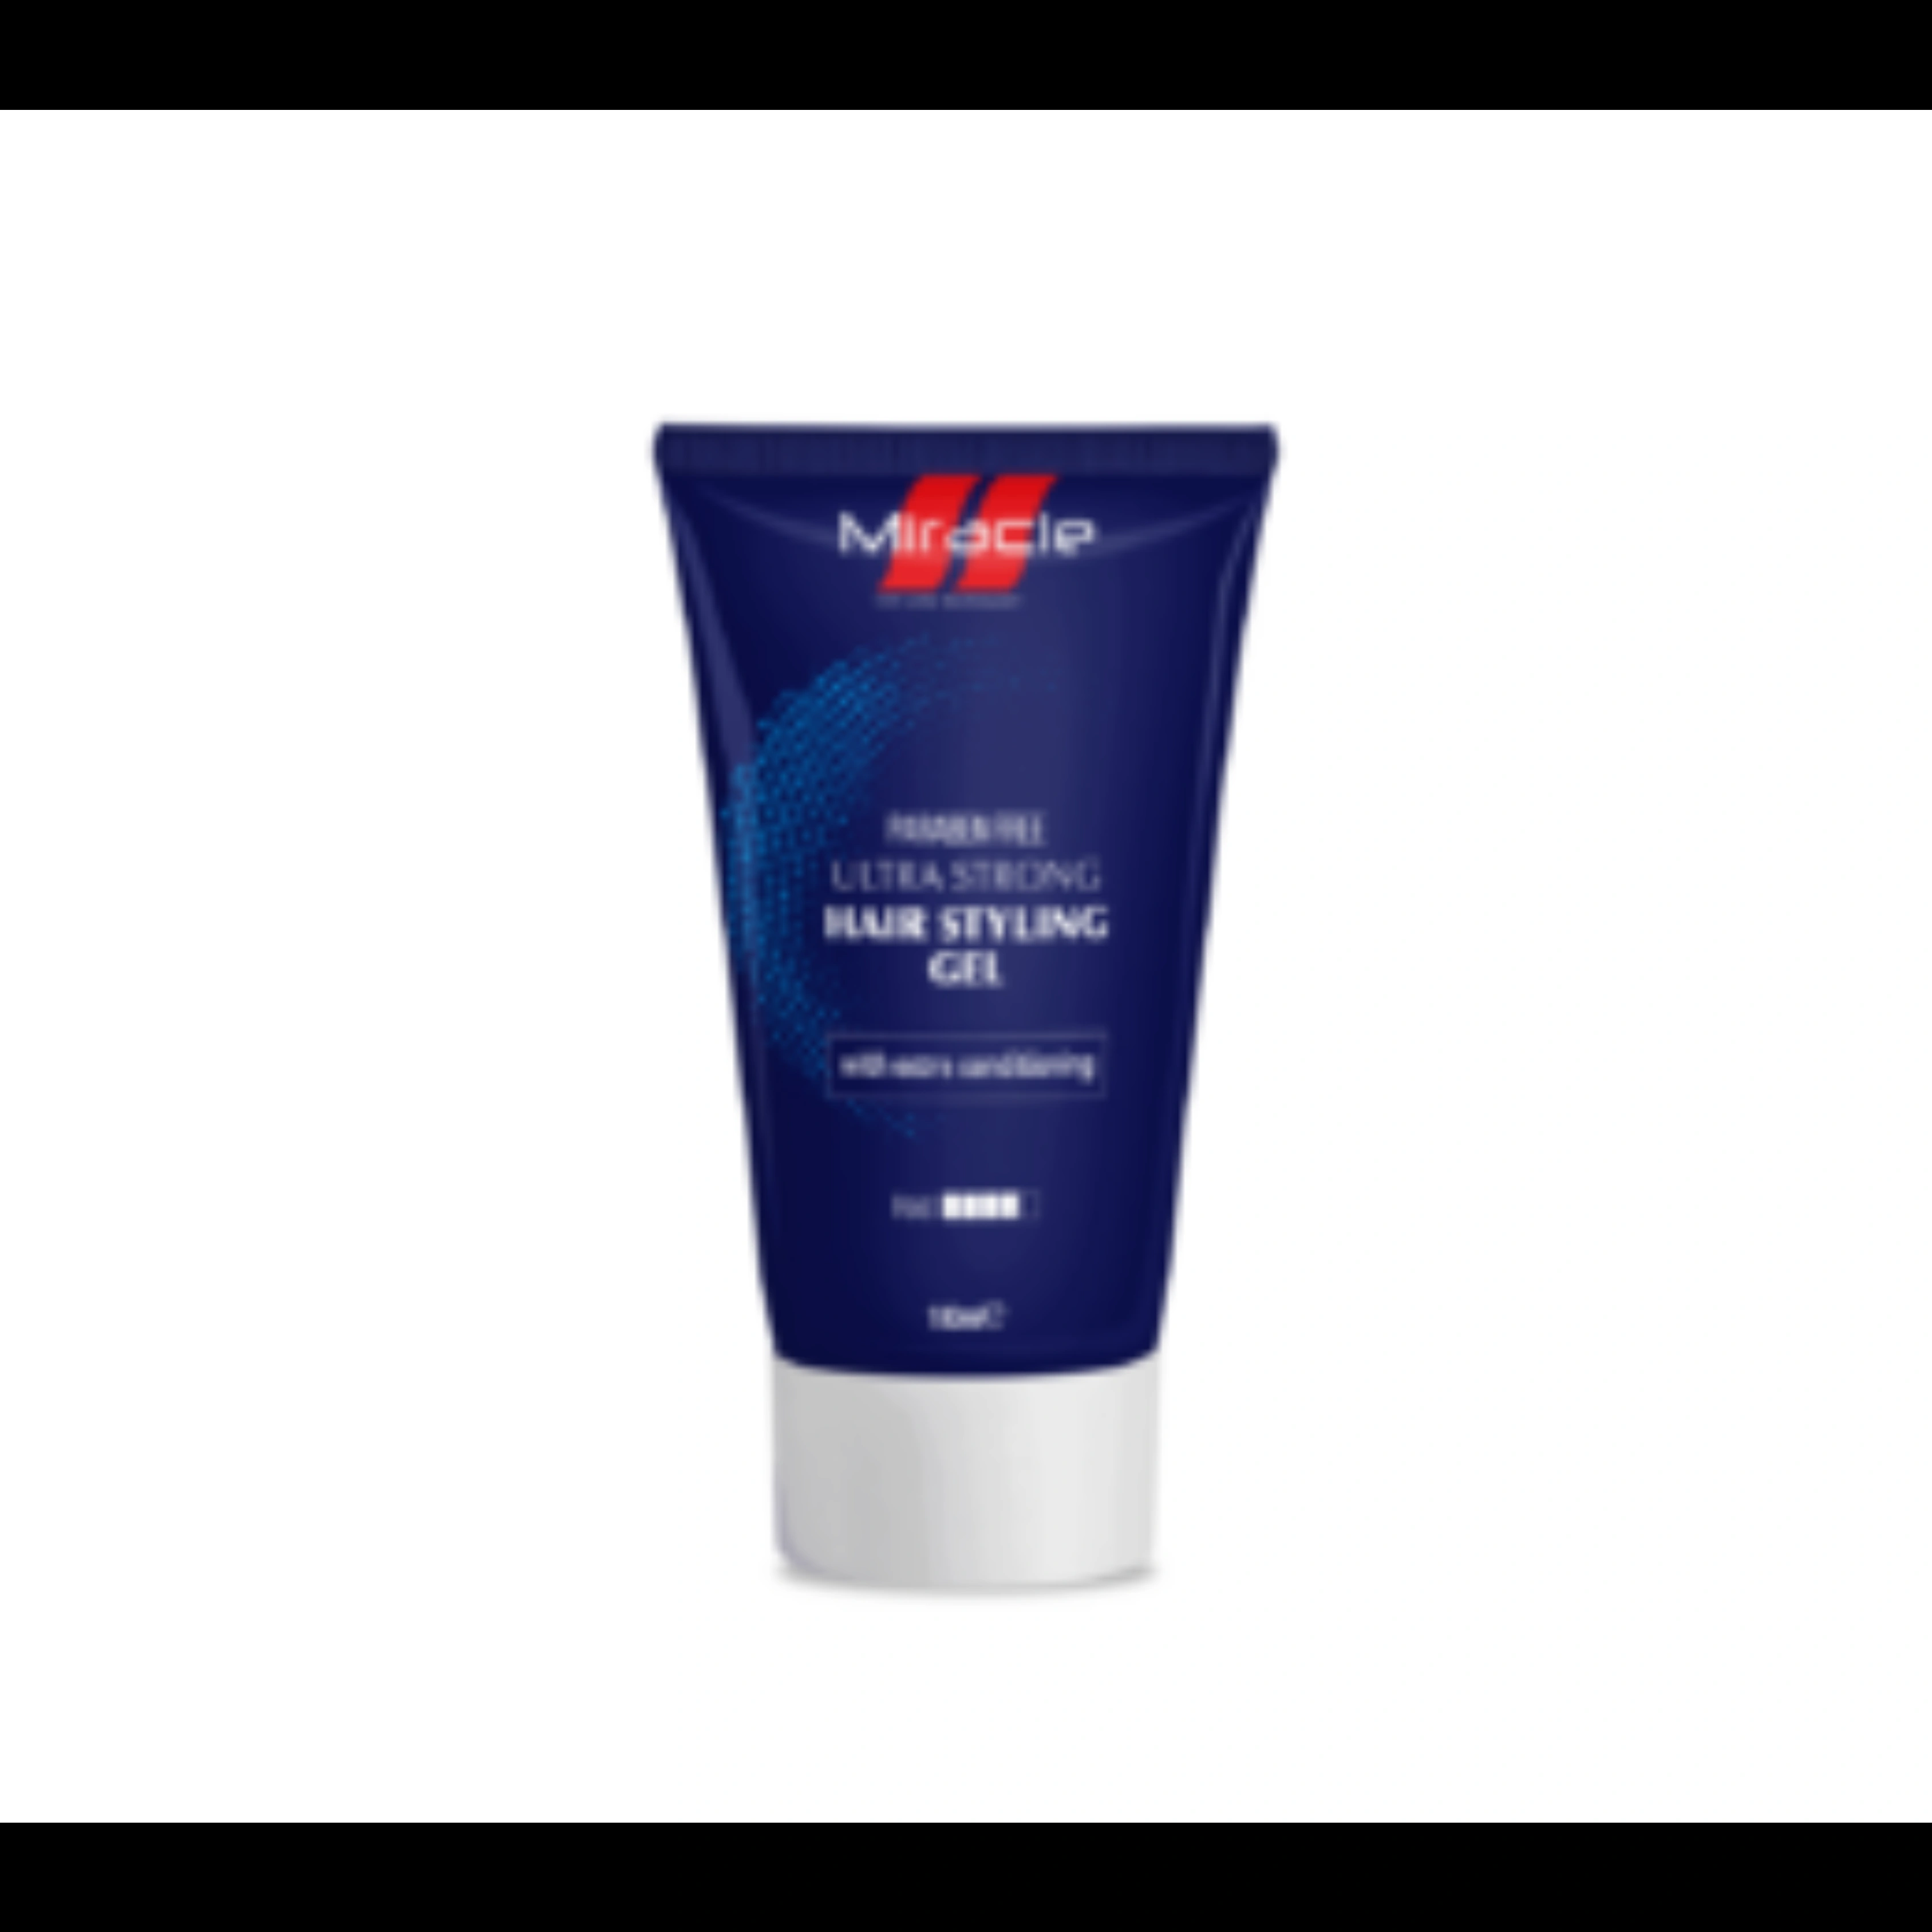 Miracle
PARABEN FREE
ULTRA STRONG
HAIR STYLING
GEL
with extra conditioning